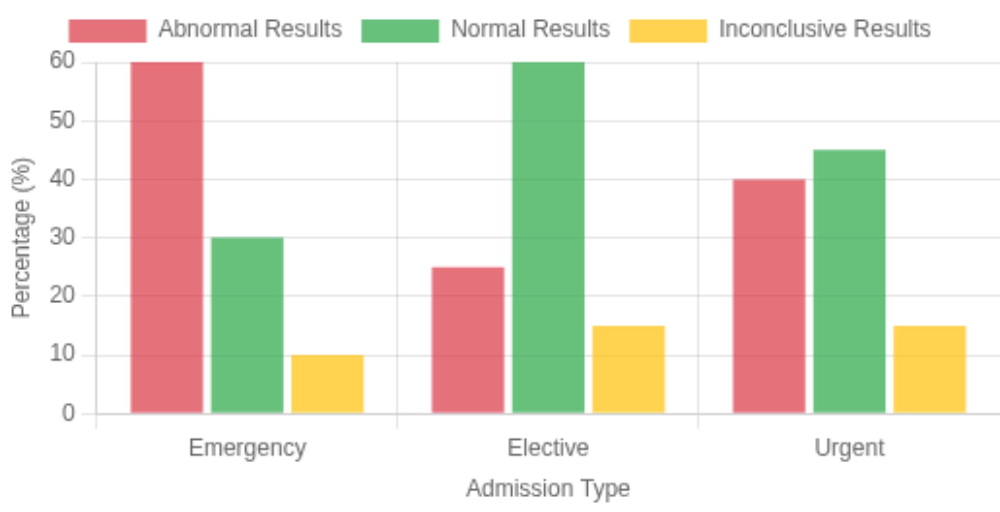 Abnormal Results Normal Results Inconclusive Results
60
50
40
30
20
10
0
Percentage (%)
Emergency Elective Urgent
Admission Type